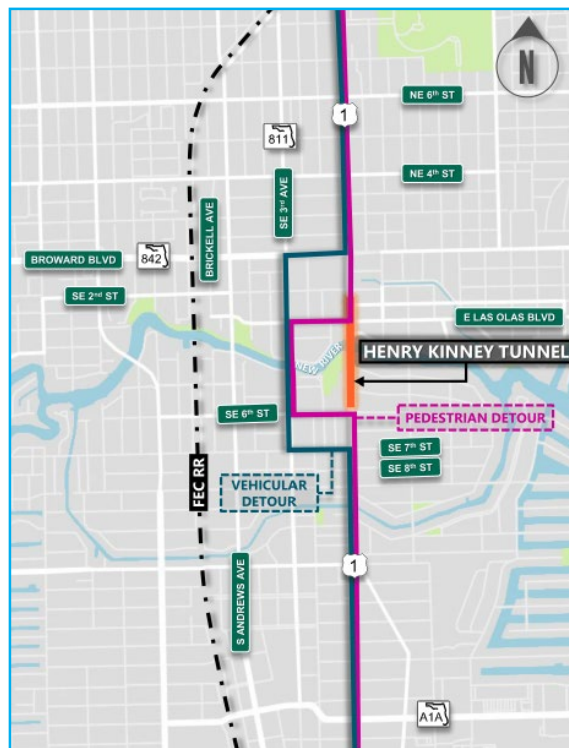 N
NE 6th ST
1
811
NE 4th ST
SE 3rd AVE
BRICKELL AVE
BROWARD BLVD
842
SE 2nd ST
E LAS OLAS BLVD
NEW RIVER
HENRY KINNEY TUNNEL
SE 6th ST
PEDESTRIAN DETOUR
SE 7th ST
SE 8th ST
FEC RR
VEHICULAR
DETOUR
1
S ANDREWS AVE
A1A